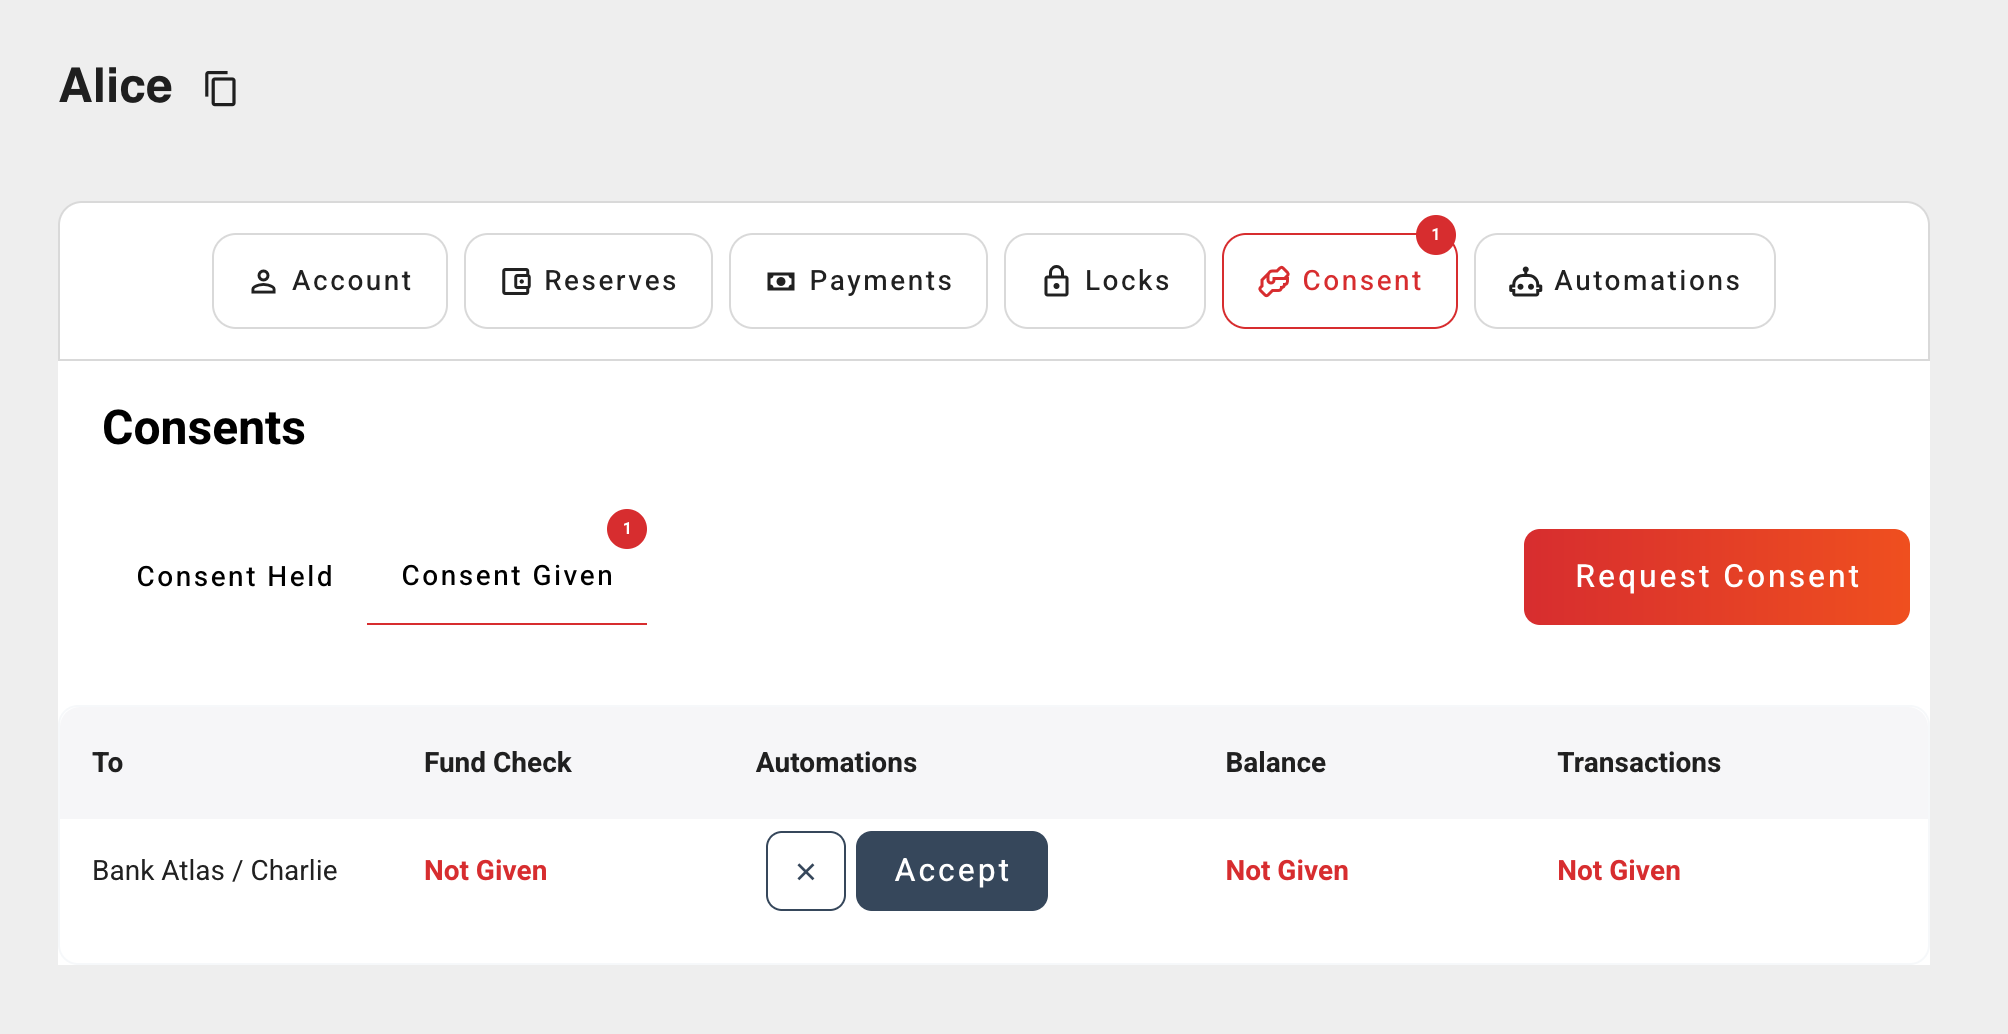 Alice
Account Reserves Payments Locks Consent 1 Automations
Consents
Consent Held Consent Given 1 Request Consent
To Fund Check Automations Balance Transactions
Bank Atlas / Charlie Not Given × Accept Not Given Not Given